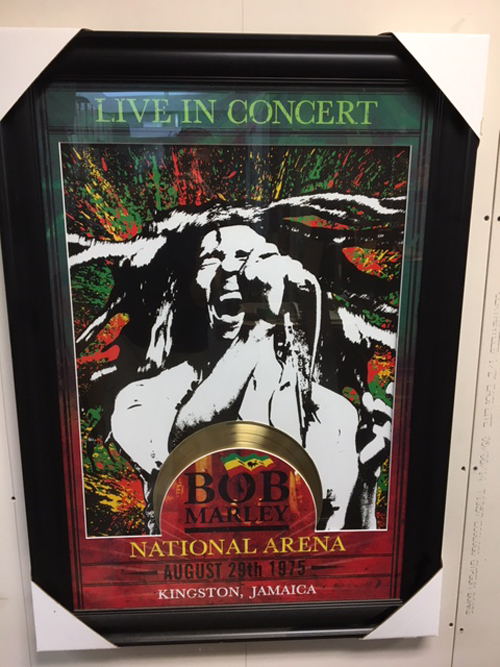 LIVE IN CONCERT
BOB
MARLEY
NATIONAL ARENA
AUGUST 29th 1975
KINGSTON, JAMAICA